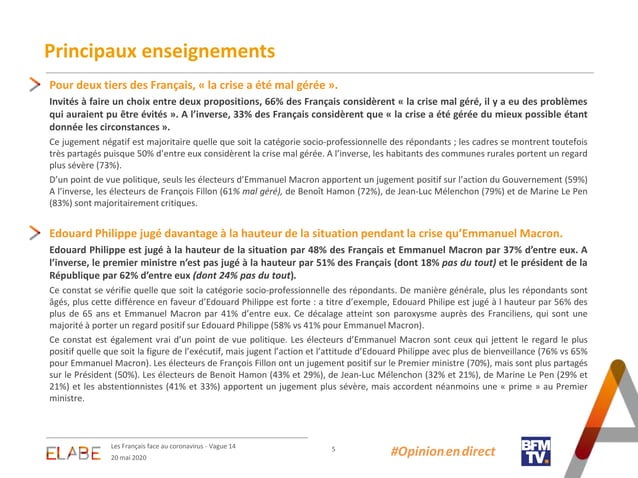 Principaux enseignements
Pour deux tiers des Français, « la crise a été mal gérée ».
Invités à faire un choix entre deux propositions, 66% des Français considèrent « la crise mal géré, il y a eu des problèmes
qui auraient pu être évités ». A l’inverse, 33% des Français considèrent que « la crise a été gérée du mieux possible étant
donnée les circonstances ».
Ce jugement négatif est majoritaire quelle que soit la catégorie socio-professionnelle des répondants ; les cadres se montrent toutefois
très partagés puisque 50% d’entre eux considèrent la crise mal gérée. A l’inverse, les habitants des communes rurales portent un regard
plus sévère (73%).
D’un point de vue politique, seuls les électeurs d’Emmanuel Macron apportent un jugement positif sur l’action du Gouvernement (59%)
A l’inverse, les électeurs de François Fillon (61% mal géré), de Benoît Hamon (72%), de Jean-Luc Mélenchon (79%) et de Marine Le Pen
(83%) sont majoritairement critiques.
Edouard Philippe jugé davantage à la hauteur de la situation pendant la crise qu’Emmanuel Macron.
Edouard Philippe est jugé à la hauteur de la situation par 48% des Français et Emmanuel Macron par 37% d’entre eux. A
l’inverse, le premier ministre n’est pas jugé à la hauteur par 51% des Français (dont 18% pas du tout) et le président de la
République par 62% d’entre eux (dont 24% pas du tout).
Ce constat se vérifie quelle que soit la catégorie socio-professionnelle des répondants. De manière générale, plus les répondants sont
âgés, plus cette différence en faveur d’Edouard Philippe est forte : a titre d’exemple, Edouard Philipe est jugé à l hauteur par 56% des
plus de 65 ans et Emmanuel Macron par 41% d’entre eux. Ce décalage atteint son paroxysme auprès des Franciliens, qui sont une
majorité à porter un regard positif sur Edouard Philippe (58% vs 41% pour Emmanuel Macron).
Ce constat est également vrai d’un point de vue politique. Les électeurs d’Emmanuel Macron sont ceux qui jettent le regard le plus
positif quelle que soit la figure de l’exécutif, mais jugent l’action et l’attitude d’Edouard Philippe avec plus de bienveillance (76% vs 65%
pour Emmanuel Macron). Les électeurs de François Fillon ont un jugement positif sur le Premier ministre (70%), mais sont plus partagés
sur le Président (50%). Les électeurs de Benoit Hamon (43% et 29%), de Jean-Luc Mélenchon (32% et 21%), de Marine Le Pen (29% et
21%) et les abstentionnistes (41% et 33%) apportent un jugement plus sévère, mais accordent néanmoins une « prime » au Premier
ministre.
ELABE
Les Français face au coronavirus - Vague 14
20 mai 2020
5
#Opinion en direct
BFM
TV.